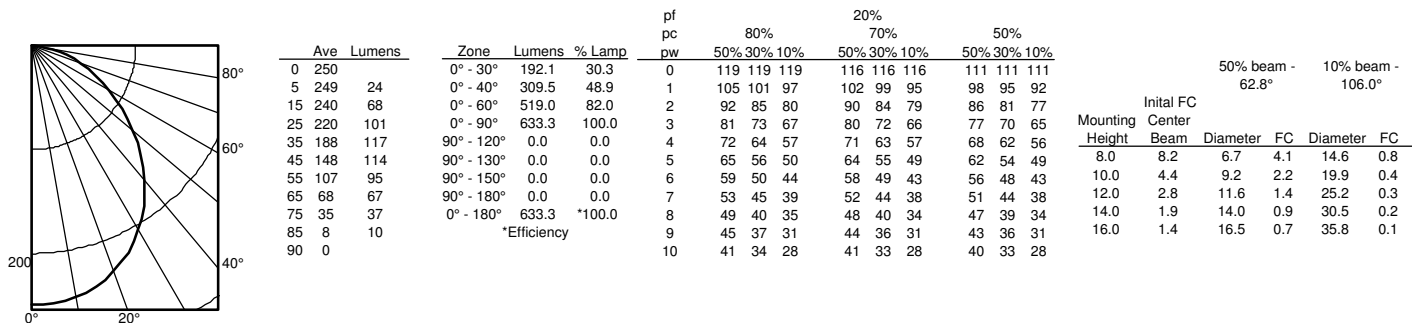 80°
60°
40°
200
0° 20°
Ave Lumens
0 250
5 249 24
15 240 68
25 220 101
35 188 117
45 148 114
55 107 95
65 68 67
75 35 37
85 8 10
90 0
Zone Lumens % Lamp
0° - 30° 192.1 30.3
0° - 40° 309.5 48.9
0° - 60° 519.0 82.0
0° - 90° 633.3 100.0
90° - 120° 0.0 0.0
90° - 130° 0.0 0.0
90° - 150° 0.0 0.0
90° - 180° 0.0 0.0
0° - 180° 633.3 *100.0
*Efficiency
pf 20%
pc 80% 70% 50%
pw 50% 30% 10% 50% 30% 10% 50% 30% 10%
0 119 119 119 116 116 116 111 111 111
1 105 101 97 102 99 95 98 95 92
2 92 85 80 90 84 79 86 81 77
3 81 73 67 80 72 66 77 70 65
4 72 64 57 71 63 57 68 62 56
5 65 56 50 64 55 49 62 54 49
6 59 50 44 58 49 43 56 48 43
7 53 45 39 52 44 38 51 44 38
8 49 40 35 48 40 34 47 39 34
9 45 37 31 44 36 31 43 36 31
10 41 34 28 41 33 28 40 33 28
50% beam - 10% beam -
62.8° 106.0°
Inital FC
Mounting Center
Height Beam Diameter FC Diameter FC
8.0 8.2 6.7 4.1 14.6 0.8
10.0 4.4 9.2 2.2 19.9 0.4
12.0 2.8 11.6 1.4 25.2 0.3
14.0 1.9 14.0 0.9 30.5 0.2
16.0 1.4 16.5 0.7 35.8 0.1